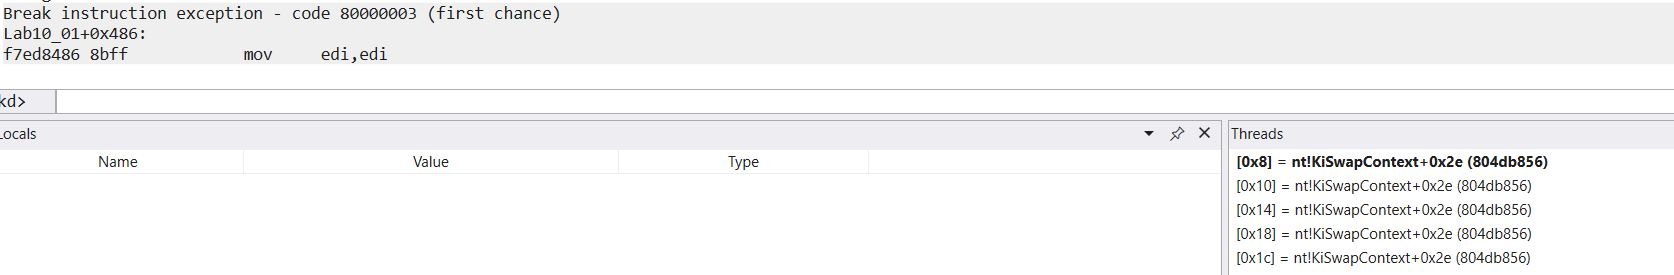 Break instruction exception - code 80000003 (first chance)
Lab10_01+0x486:
f7ed8486 8bff mov edi,edi
kd>
Locals
Name Value Type
Threads
[0x8] = nt!KiSwapContext+0x2e (804db856)
[0x10] = nt!KiSwapContext+0x2e (804db856)
[0x14] = nt!KiSwapContext+0x2e (804db856)
[0x18] = nt!KiSwapContext+0x2e (804db856)
[0x1c] = nt!KiSwapContext+0x2e (804db856)